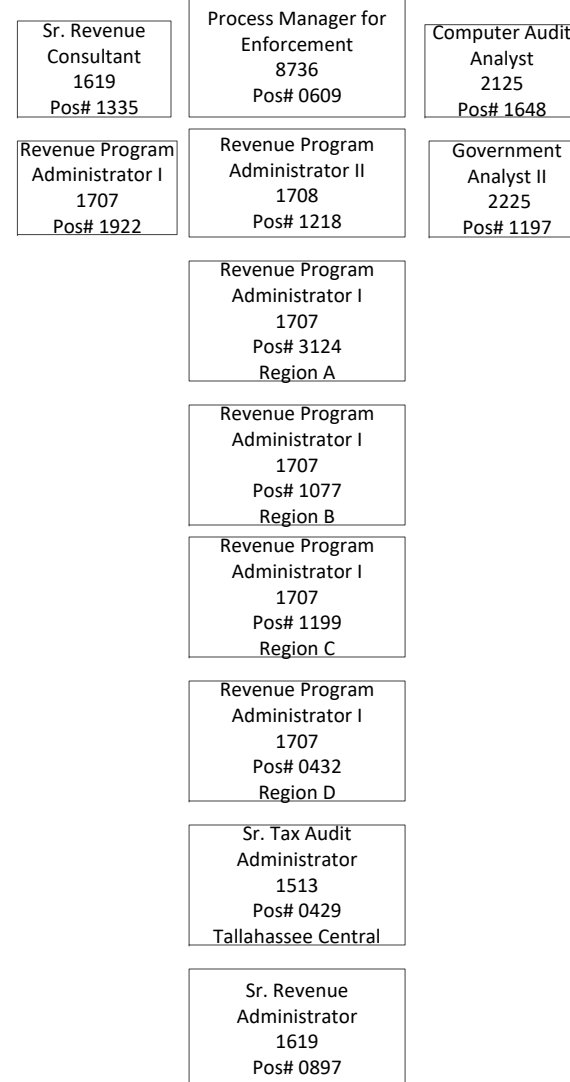 Sr. Revenue
Consultant
1619
Pos# 1335
Process Manager for
Enforcement
8736
Pos# 0609
Computer Audit
Analyst
2125
Pos# 1648
Revenue Program
Administrator I
1707
Pos# 1922
Revenue Program
Administrator II
1708
Pos# 1218
Government
Analyst II
2225
Pos# 1197
Revenue Program
Administrator I
1707
Pos# 3124
Region A
Revenue Program
Administrator I
1707
Pos# 1077
Region B
Revenue Program
Administrator I
1707
Pos# 1199
Region C
Revenue Program
Administrator I
1707
Pos# 0432
Region D
Sr. Tax Audit
Administrator
1513
Pos# 0429
Tallahassee Central
Sr. Revenue
Administrator
1619
Pos# 0897